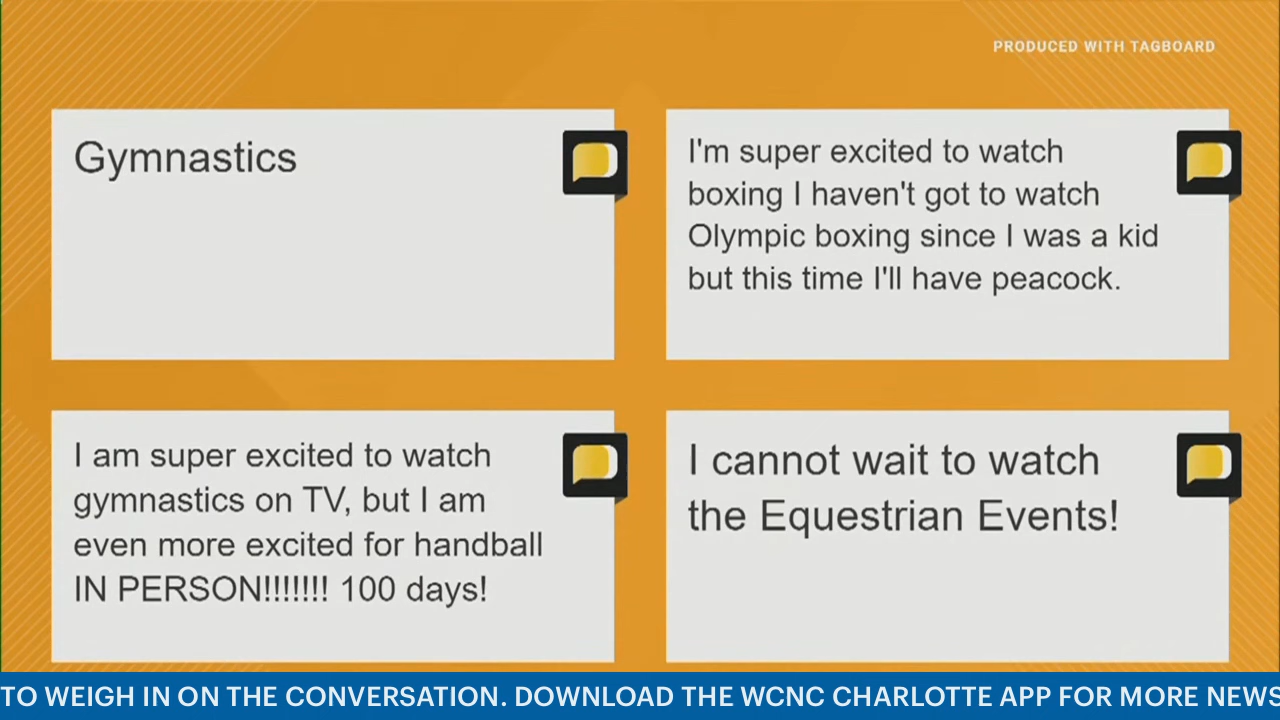 PRODUCED WITH TAGBOARD
Gymnastics
I'm super excited to watch
boxing I haven't got to watch
Olympic boxing since I was a kid
but this time I'll have peacock.
I am super excited to watch
gymnastics on TV, but I am
even more excited for handball
IN PERSON!!!!!!! 100 days!
I cannot wait to watch
the Equestrian Events!
TO WEIGH IN ON THE CONVERSATION. DOWNLOAD THE WCNC CHARLOTTE APP FOR MORE NEWS